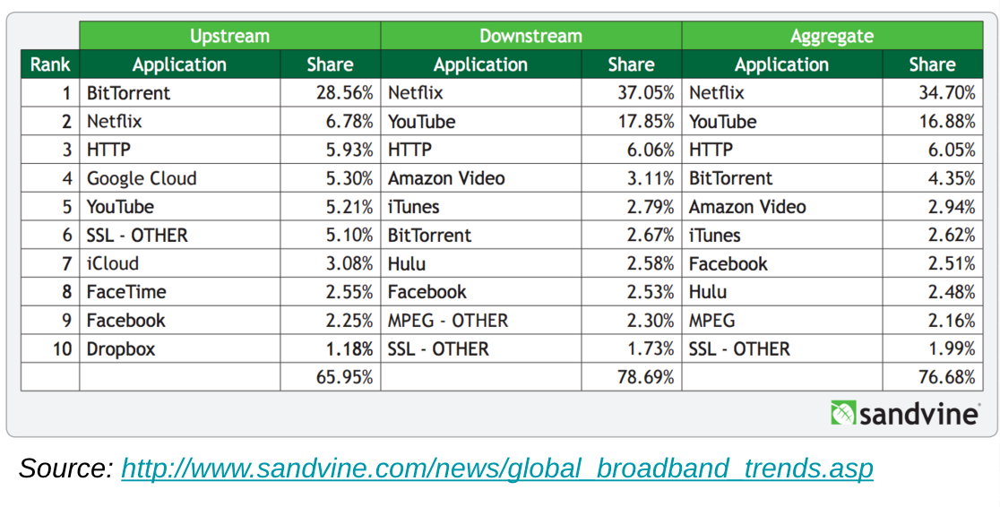 Upstream Downstream Aggregate
Rank Application Share Application Share Application Share
1 BitTorrent 28.56% Netflix 37.05% Netflix 34.70%
2 Netflix 6.78% YouTube 17.85% YouTube 16.88%
3 HTTP 5.93% HTTP 6.06% HTTP 6.05%
4 Google Cloud 5.30% Amazon Video 3.11% BitTorrent 4.35%
5 YouTube 5.21% iTunes 2.79% Amazon Video 2.94%
6 SSL - OTHER 5.10% BitTorrent 2.67% iTunes 2.62%
7 iCloud 3.08% Hulu 2.58% Facebook 2.51%
8 FaceTime 2.55% Facebook 2.53% Hulu 2.48%
9 Facebook 2.25% MPEG - OTHER 2.30% MPEG 2.16%
10 Dropbox 1.18% SSL - OTHER 1.73% SSL - OTHER 1.99%
65.95% 78.69% 76.68%
sandvine
Source: http://www.sandvine.com/news/global_broadband_trends.asp